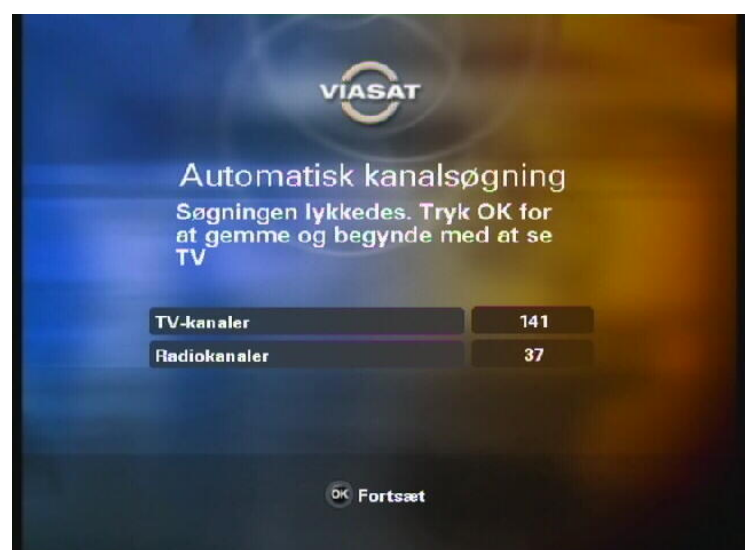 VIASAT
Automatisk kanalsøgning
Søgningen lykkedes. Tryk OK for
at gemme og begynde med at se
TV
TV-kanaler 141
Radiokanaler 37
OK Fortsæt